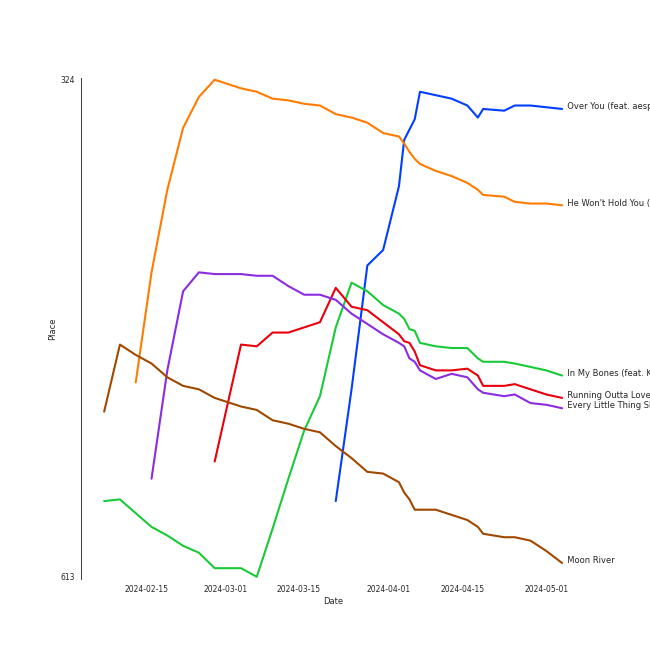 324
Over You (feat. aesp
He Won't Hold You (
Place
In My Bones (feat. K
Running Outta Love
Every Little Thing S
Moon River
613
2024-02-15
2024-03-01
2024-03-15
2024-04-01
2024-04-15
2024-05-01
Date